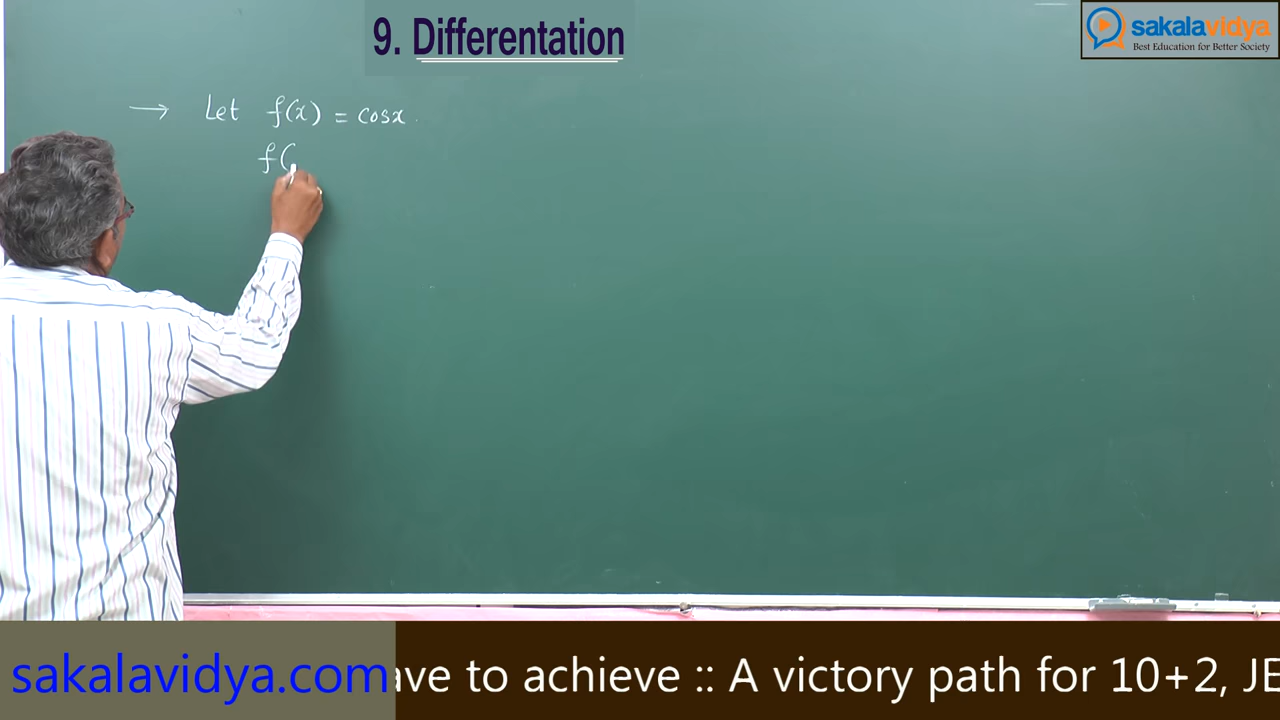 9. Differentation
sakalavidya
Best Education for Better Society
→ Let f(x) = cosx.
f(
sakalavidya.com
ave to achieve :: A victory path for 10+2, JE